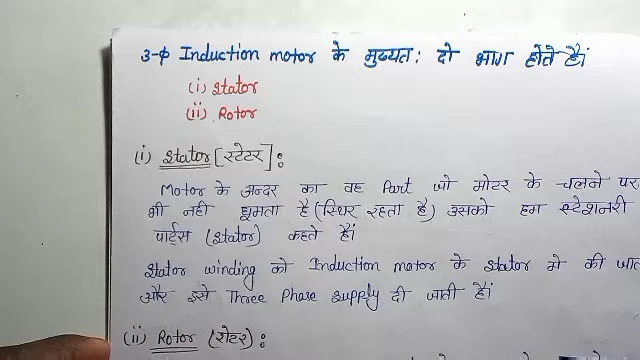 3-ϕ Induction motor के मुख्यत: दो भाग होते हैं।
(i) Stator
(ii) Rotor
(i) Stator [स्टेटर] :
Motor के अन्दर का वह Part जो मोटर के चलने पर
भी नही घूमता है (स्थिर रहता है) उसको हम स्टेशनरी
पार्ट्स (Stator) कहते हैं।
Stator winding को Induction motor के Stator मे की जात
और इसे Three Phase Supply दी जाती हैं।
(ii) Rotor (रोटर) :